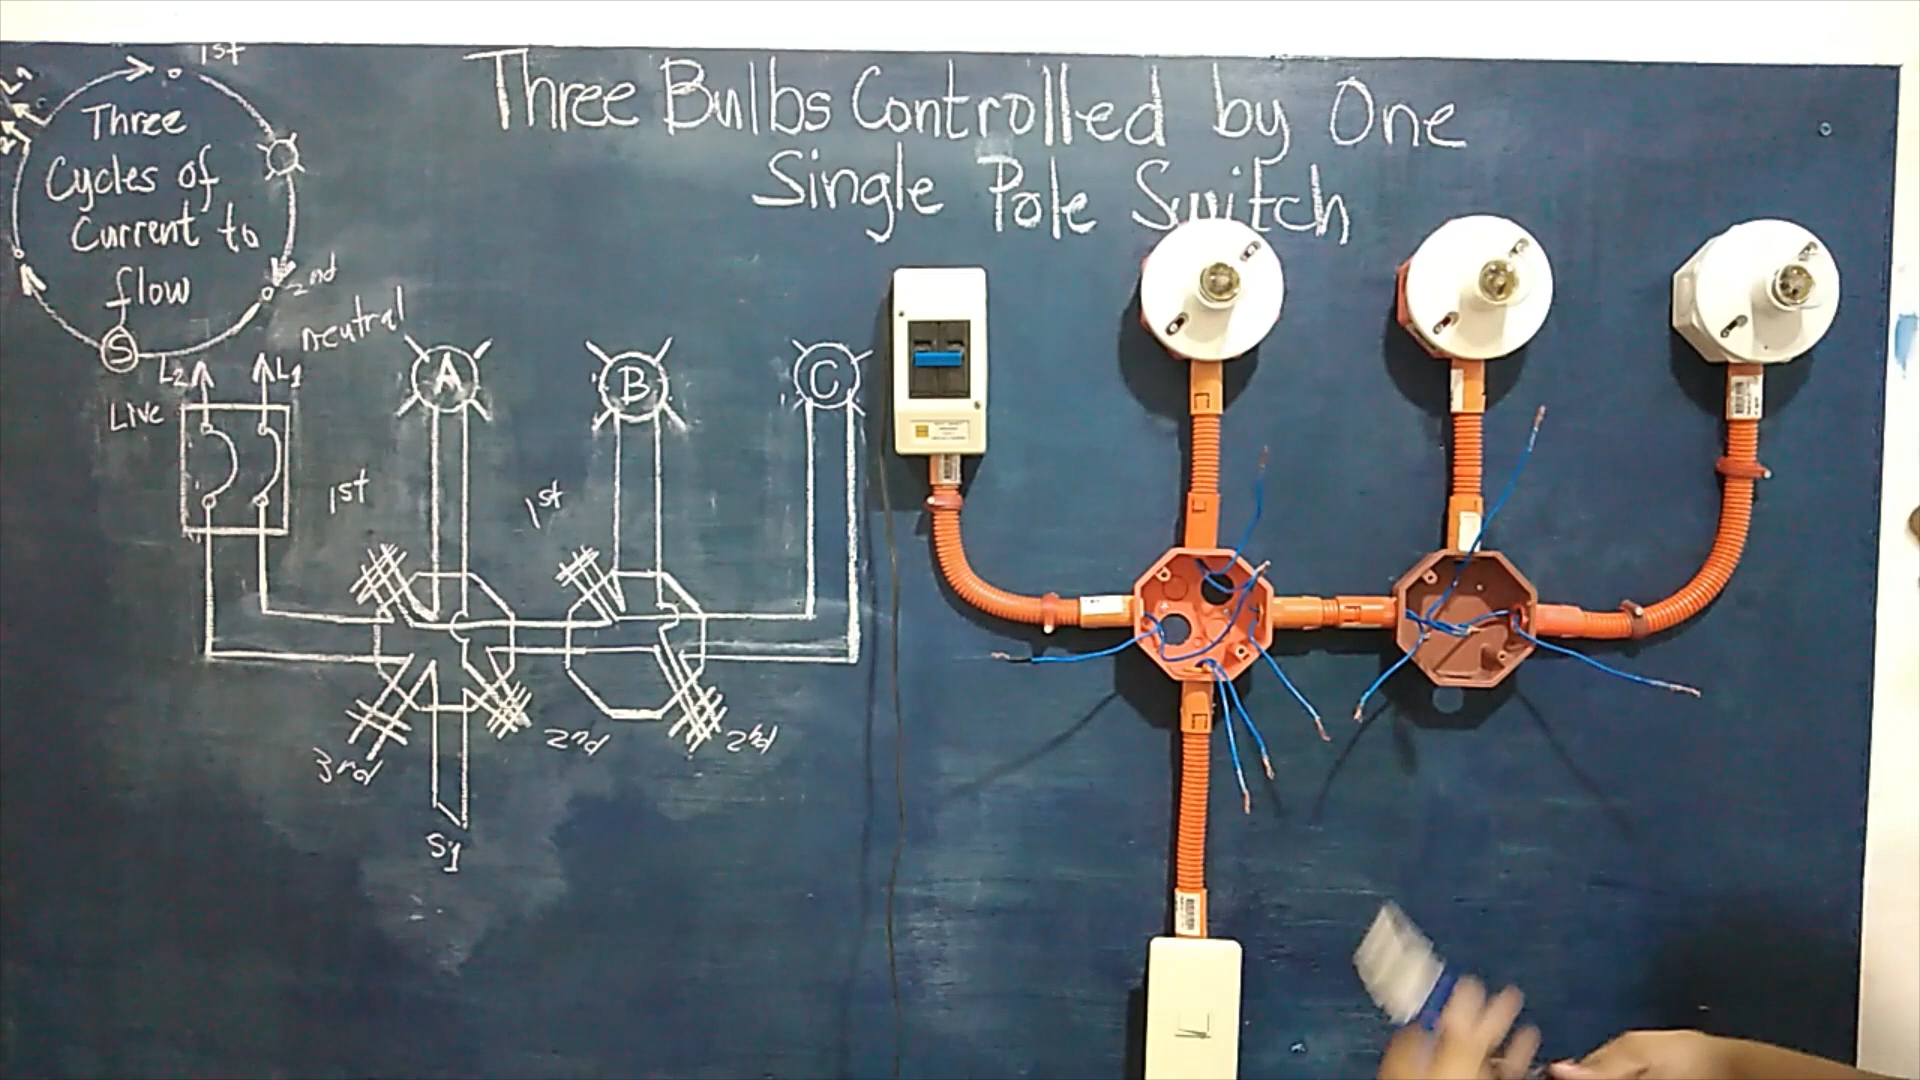 Three Bulbs Controlled by One
Single Pole Switch
1st
L1
Three
Cycles of
Current to
flow
2nd
S
neutral
L2
L1
Live
A
B
C
1st
1st
2nd
2nd
3rd
S1